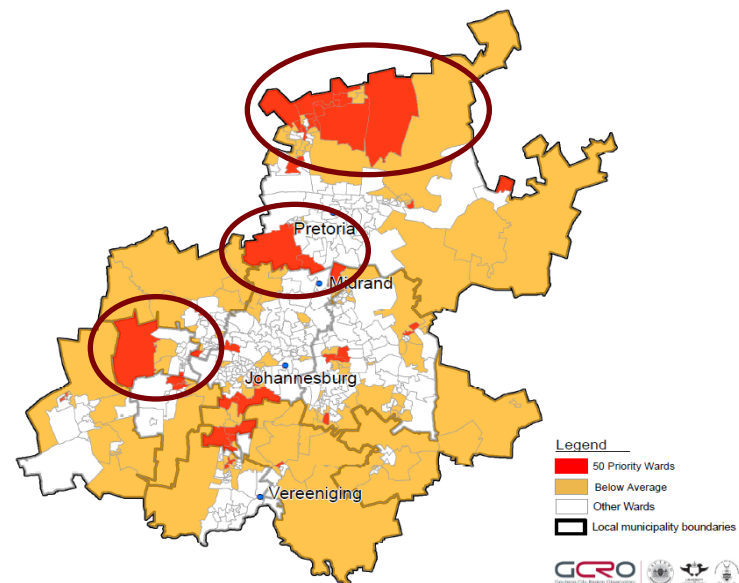 Pretoria
Midrand
Johannesburg
Vereeniging
Legend
50 Priority Wards
Below Average
Other Wards
Local municipality boundaries
GCRO